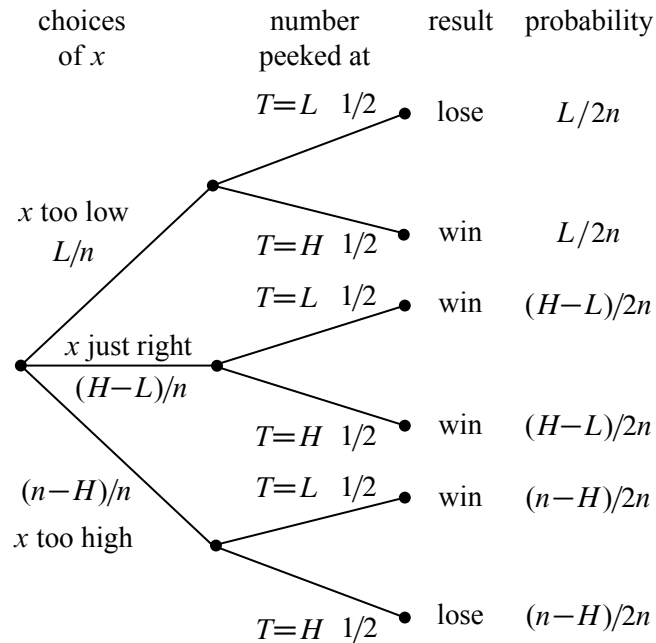 choices of x
number peeked at
result
probability
T=L 1/2
lose
L/2n
x too low
L/n
T=H 1/2
win
L/2n
T=L 1/2
win
(H−L)/2n
x just right
(H−L)/n
T=H 1/2
win
(H−L)/2n
(n−H)/n
x too high
T=L 1/2
win
(n−H)/2n
T=H 1/2
lose
(n−H)/2n